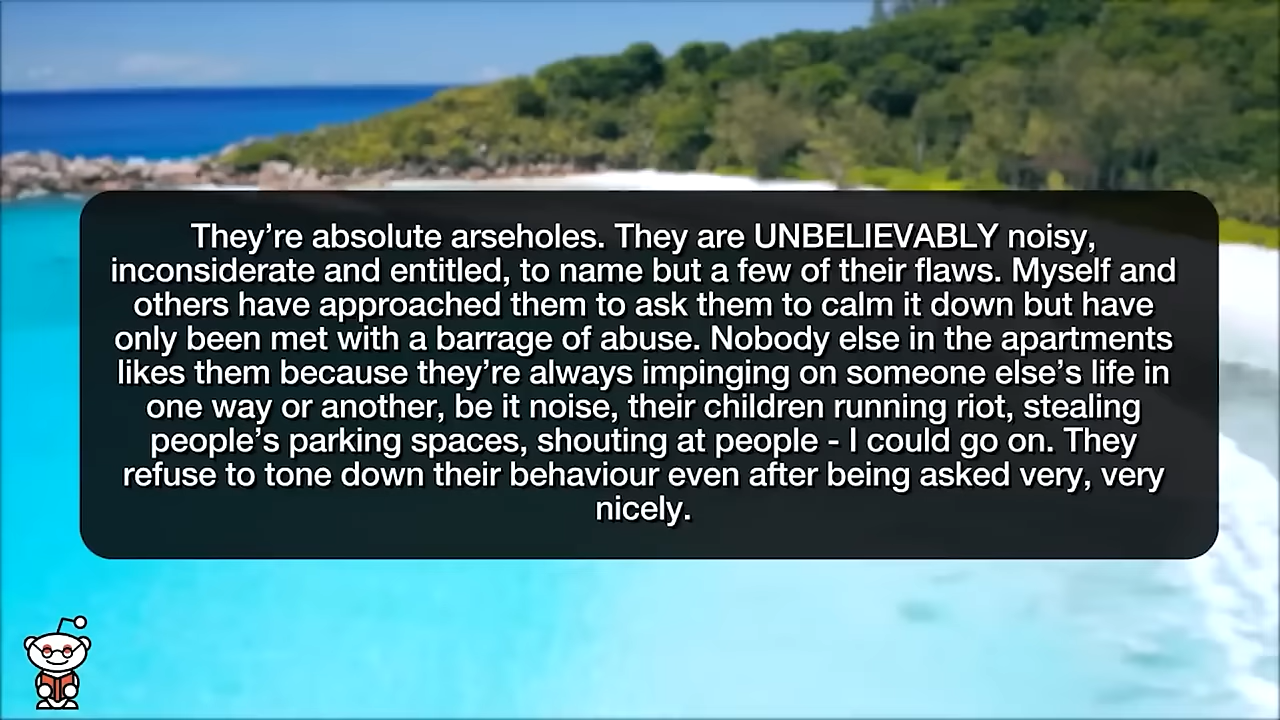 They’re absolute arseholes. They are UNBELIEVABLY noisy,
inconsiderate and entitled, to name but a few of their flaws. Myself and
others have approached them to ask them to calm it down but have
only been met with a barrage of abuse. Nobody else in the apartments
likes them because they’re always impinging on someone else’s life in
one way or another, be it noise, their children running riot, stealing
people’s parking spaces, shouting at people - I could go on. They
refuse to tone down their behaviour even after being asked very, very
nicely.